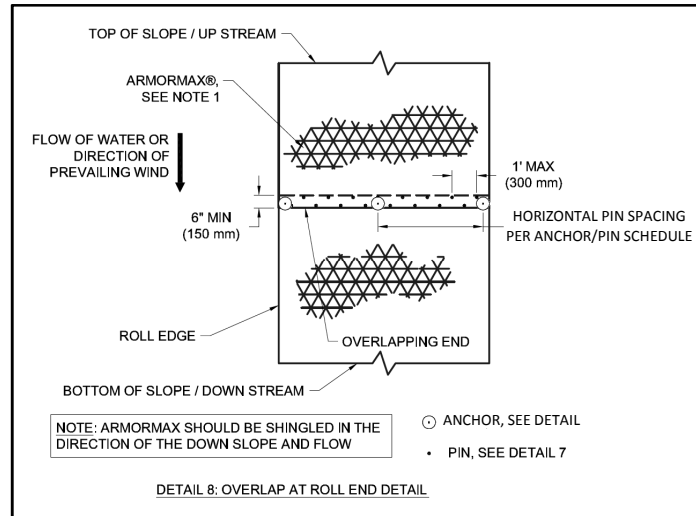 TOP OF SLOPE / UP STREAM
ARMORMAX®,
SEE NOTE 1
FLOW OF WATER OR
DIRECTION OF
PREVAILING WIND
1' MAX
(300 mm)
6" MIN
(150 mm)
HORIZONTAL PIN SPACING
PER ANCHOR/PIN SCHEDULE
ROLL EDGE
OVERLAPPING END
BOTTOM OF SLOPE / DOWN STREAM
NOTE: ARMORMAX SHOULD BE SHINGLED IN THE
DIRECTION OF THE DOWN SLOPE AND FLOW
ANCHOR, SEE DETAIL
PIN, SEE DETAIL 7
DETAIL 8: OVERLAP AT ROLL END DETAIL